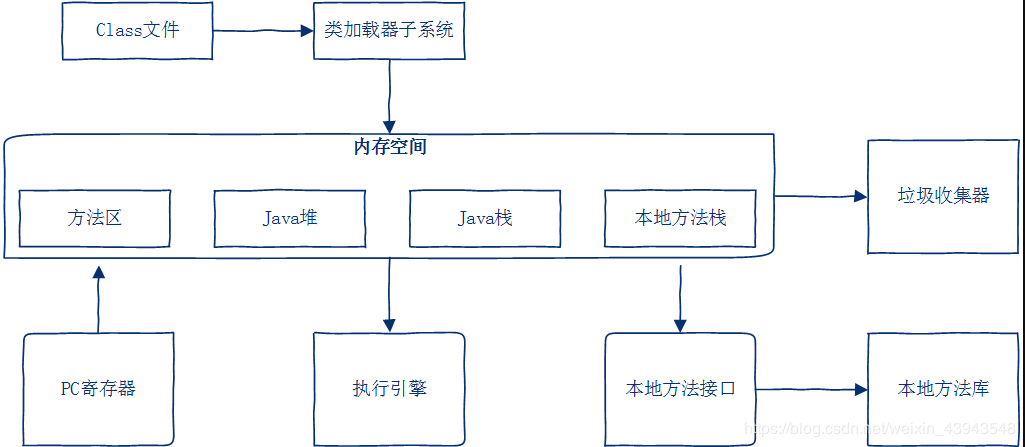 Class文件
类加载器子系统
内存空间
方法区
Java堆
Java栈
本地方法栈
垃圾收集器
PC寄存器
执行引擎
本地方法接口
本地方法库
https://blog.csdn.net/weixin_43943548